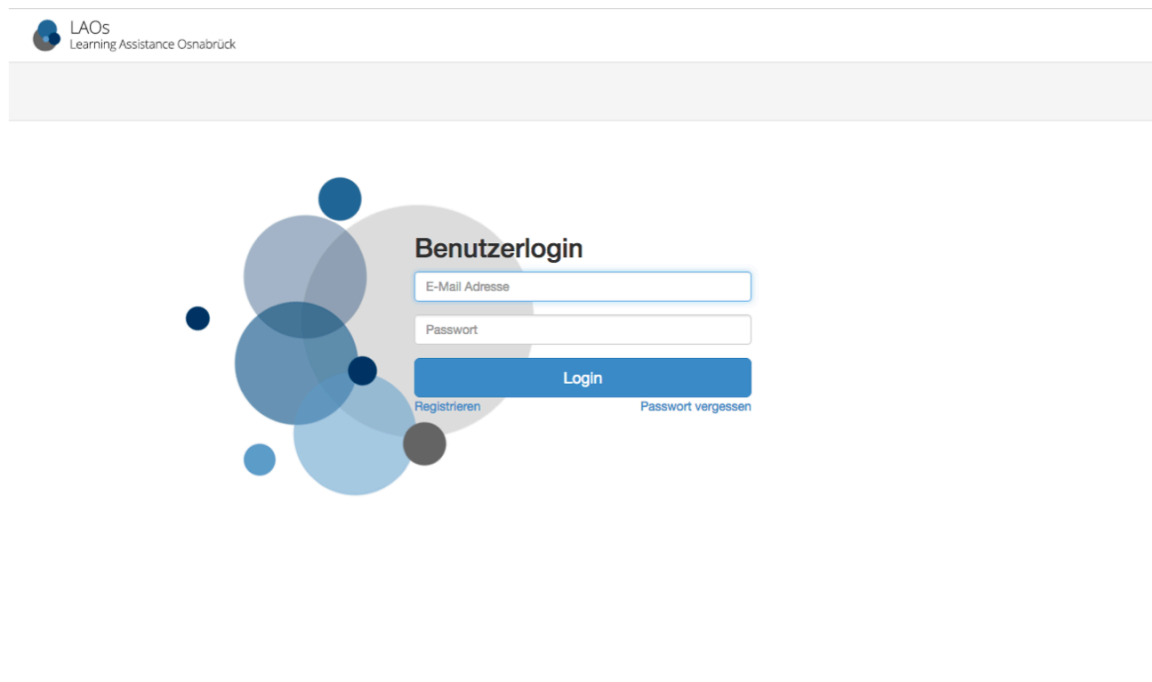 LAOs
Learning Assistance Osnabrück
Benutzerlogin
E-Mail Adresse
Passwort
Login
Registrieren Passwort vergessen